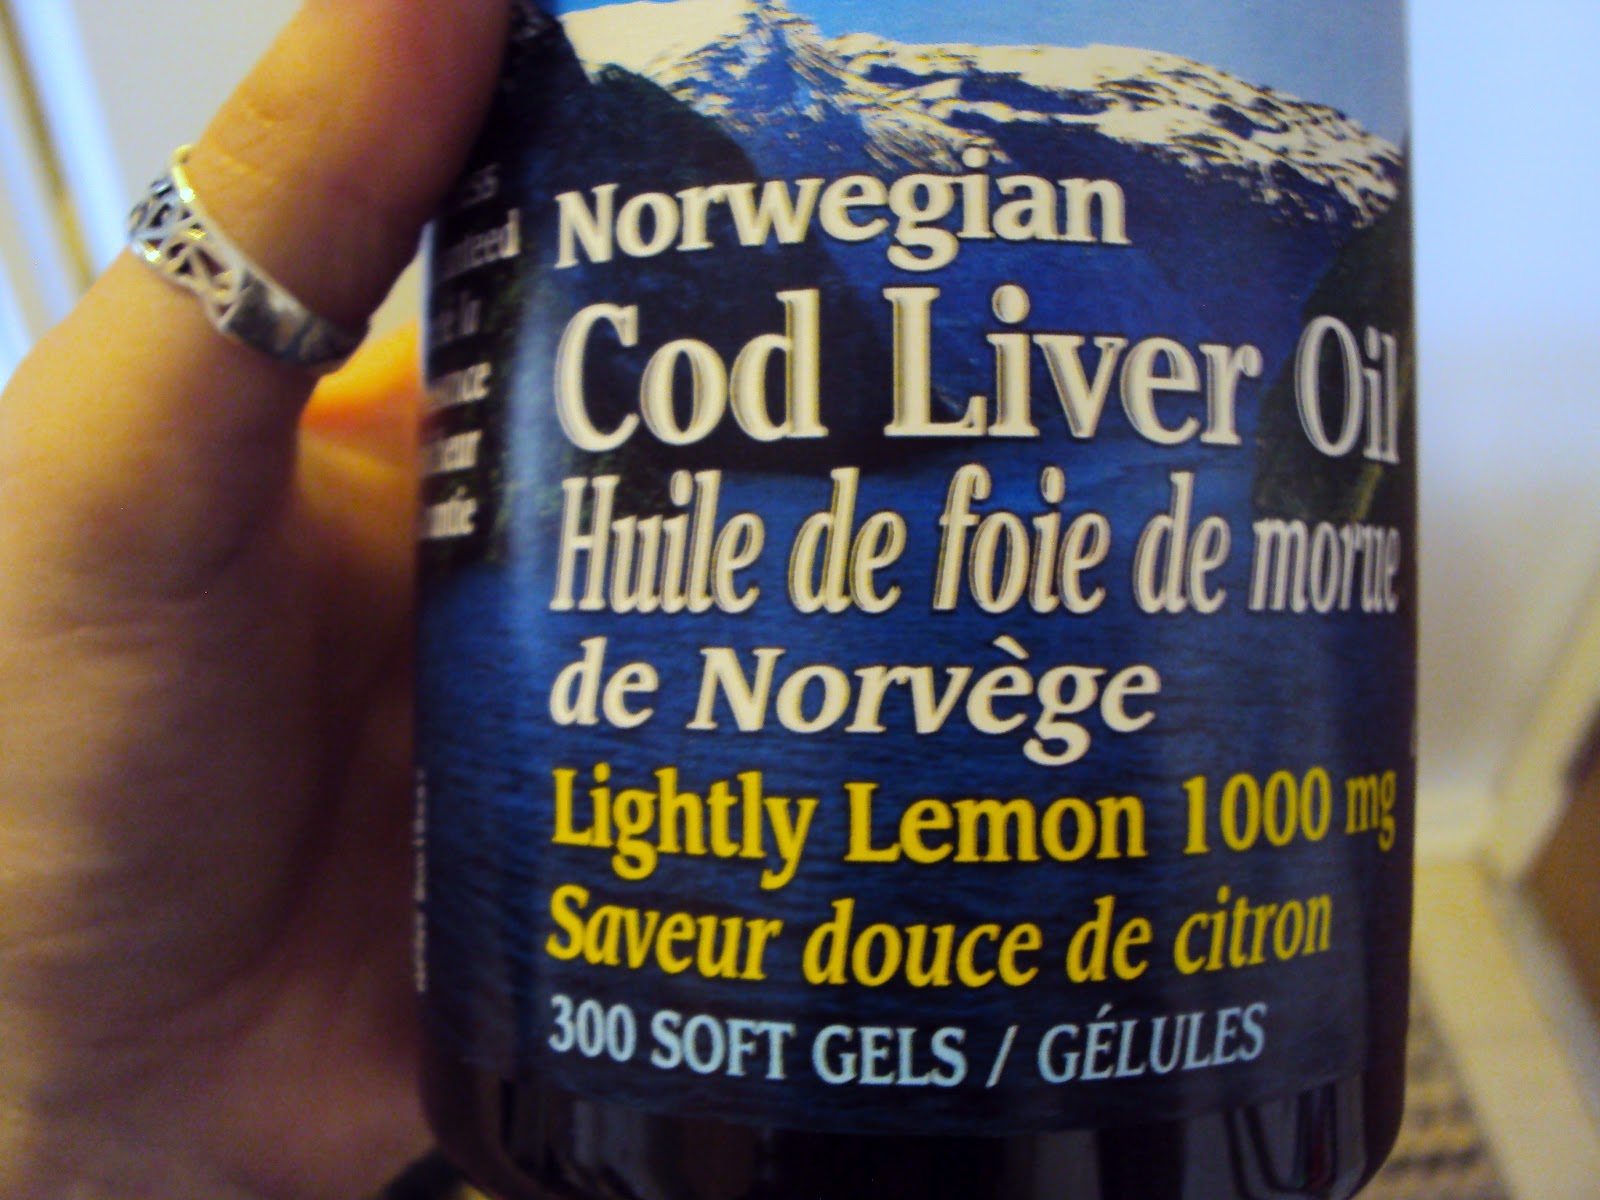 Norwegian
Cod Liver Oil
Huile de foie de morue
de Norvège
Lightly Lemon 1000 mg
Saveur douce de citron
300 SOFT GELS / GÉLULES